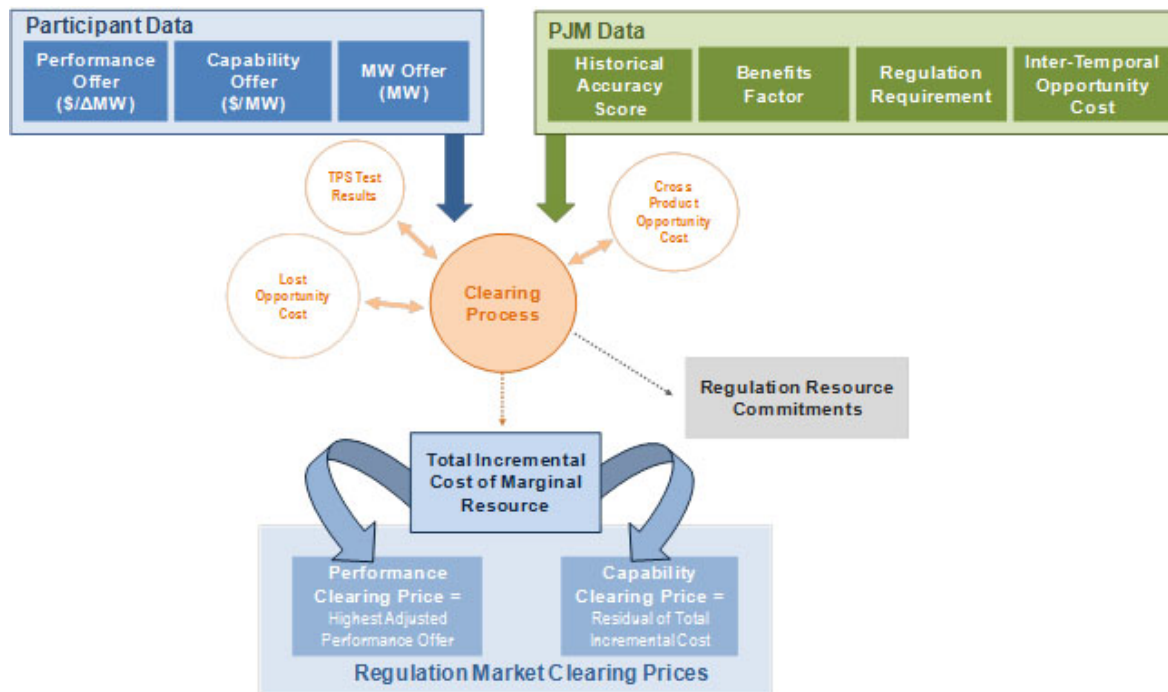 Participant Data
Performance
Offer
($/ΔMW)
Capability
Offer
($/MW)
MW Offer
(MW)
PJM Data
Historical
Accuracy
Score
Benefits
Factor
Regulation
Requirement
Inter-Temporal
Opportunity
Cost
TPS Test
Results
Cross
Product
Opportunity
Cost
Lost
Opportunity
Cost
Clearing
Process
Regulation Resource
Commitments
Total Incremental
Cost of Marginal
Resource
Performance
Clearing Price =
Highest Adjusted
Performance Offer
Capability
Clearing Price =
Residual of Total
Incremental Cost
Regulation Market Clearing Prices